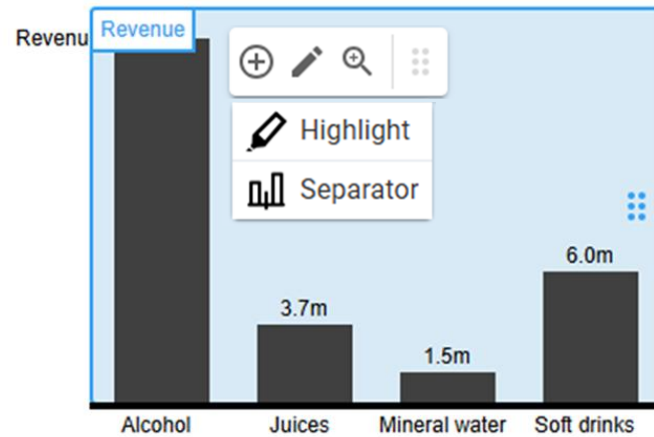 Revenu
Revenue
Highlight
Separator
6.0m
3.7m
1.5m
Alcohol Juices Mineral water Soft drinks